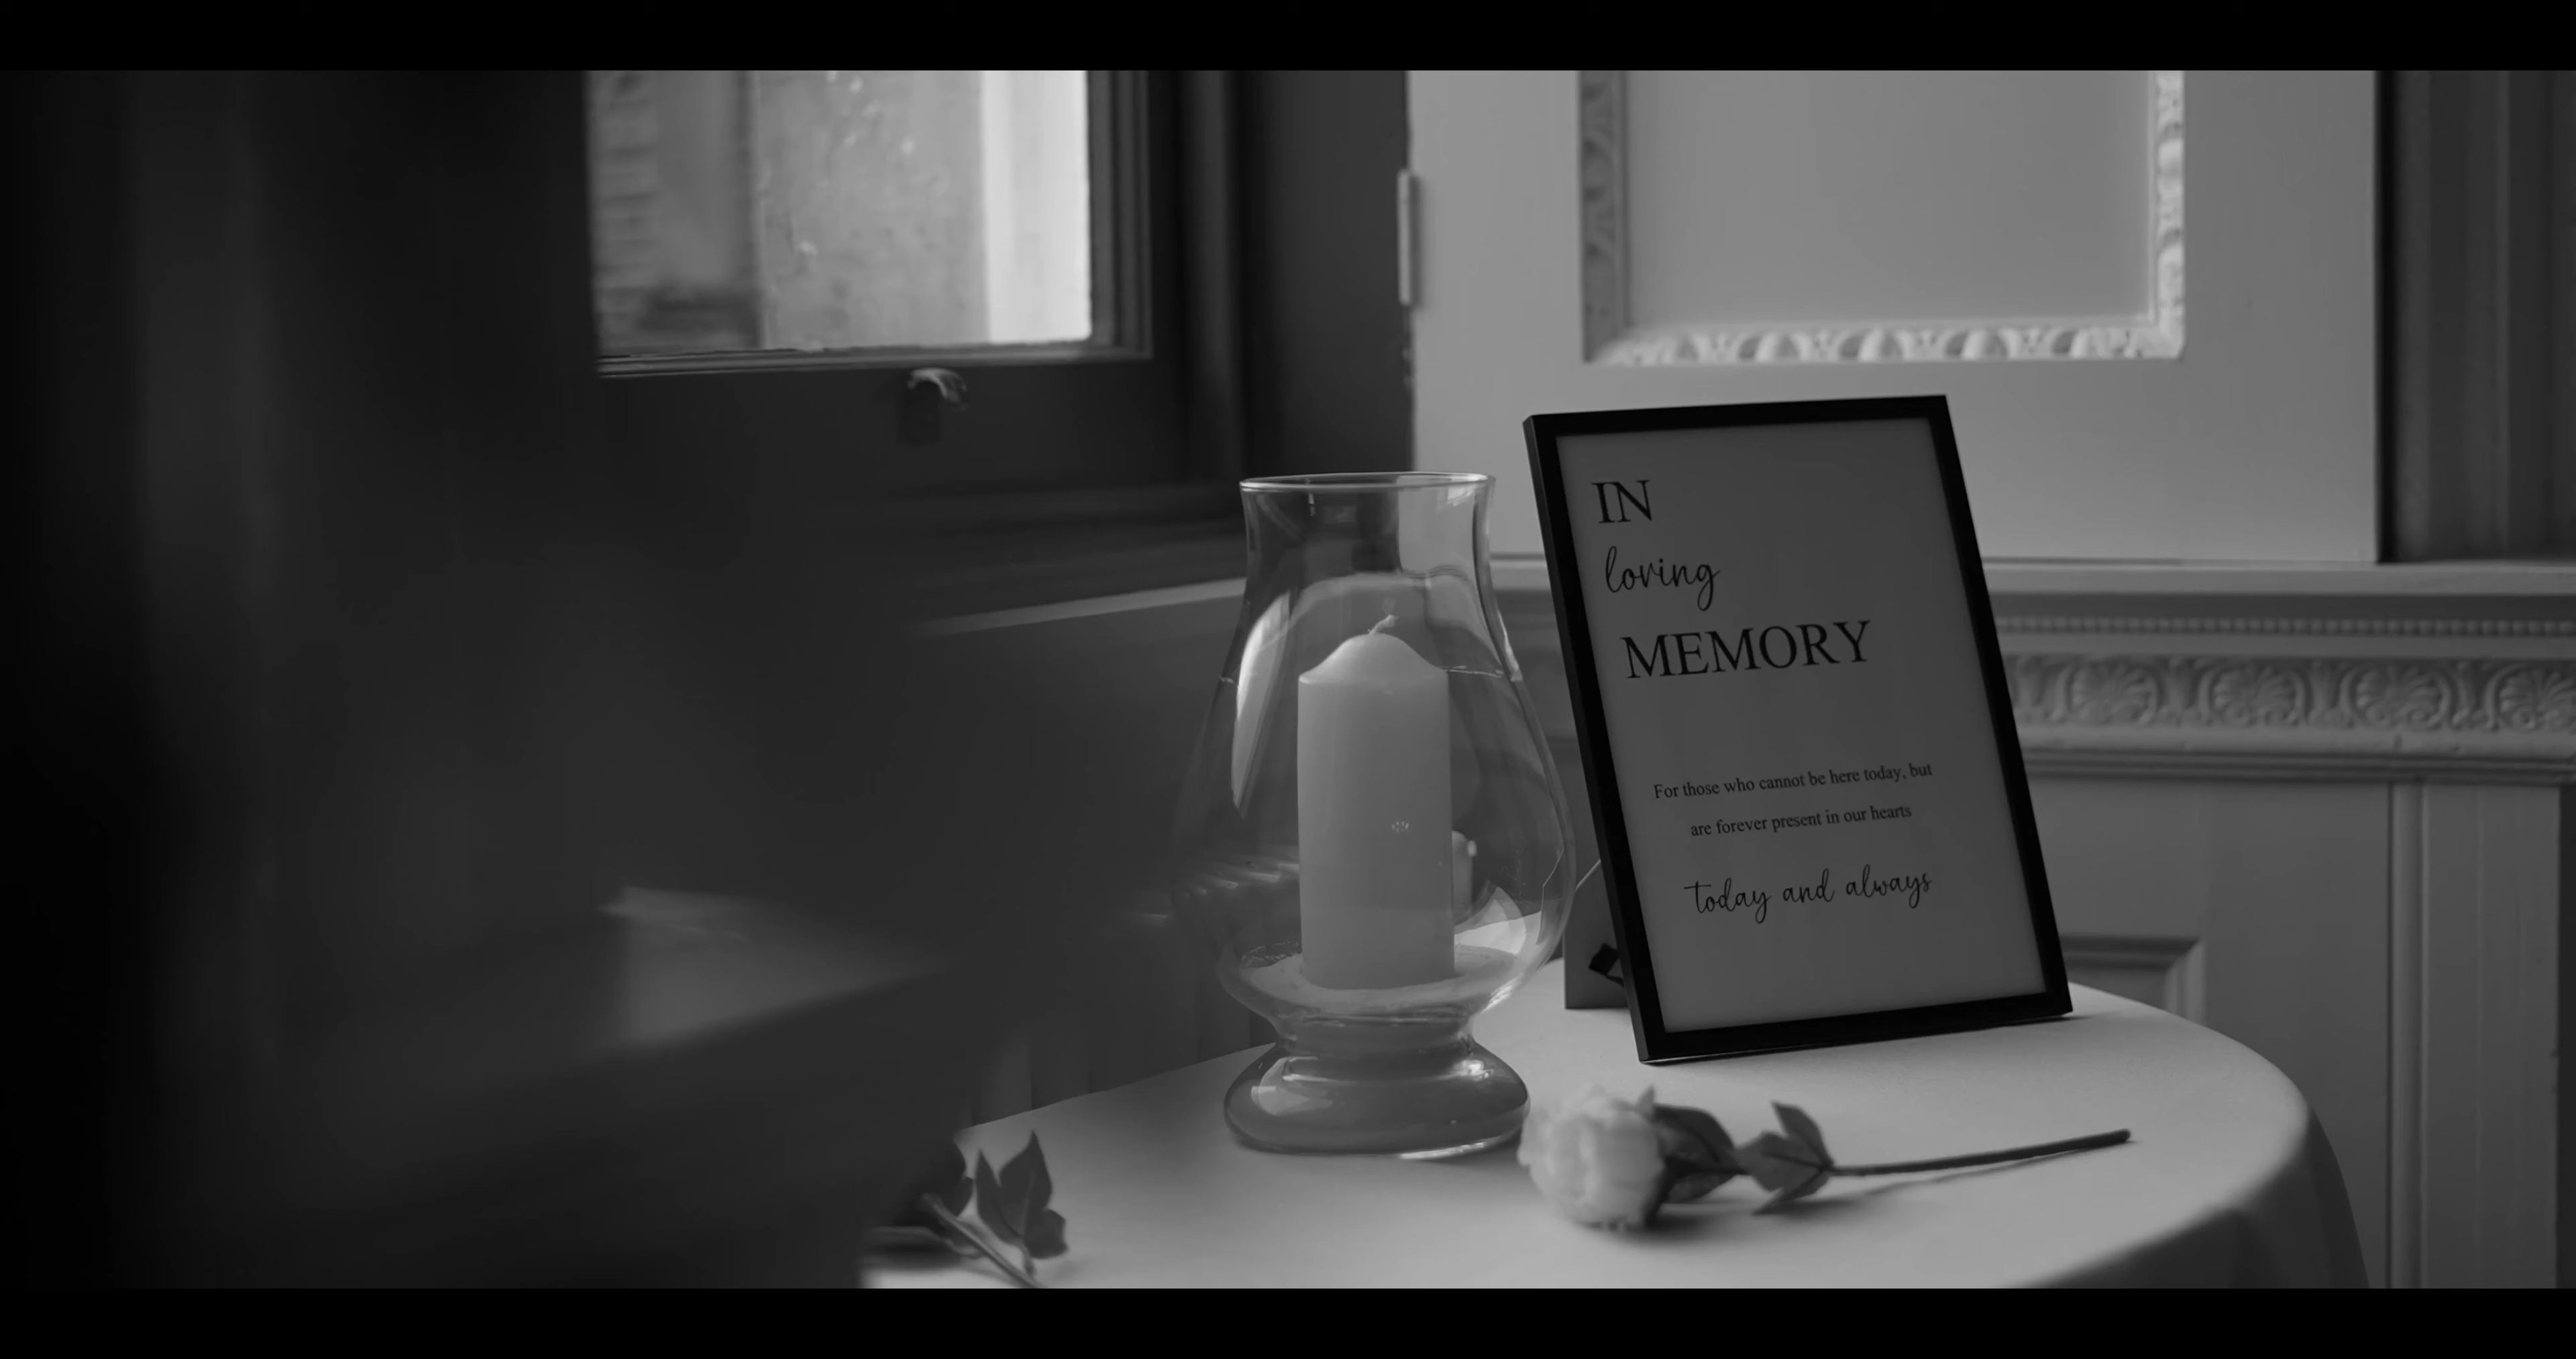 IN
loving
MEMORY
For those who cannot be here today, but
are forever present in our hearts
today and always